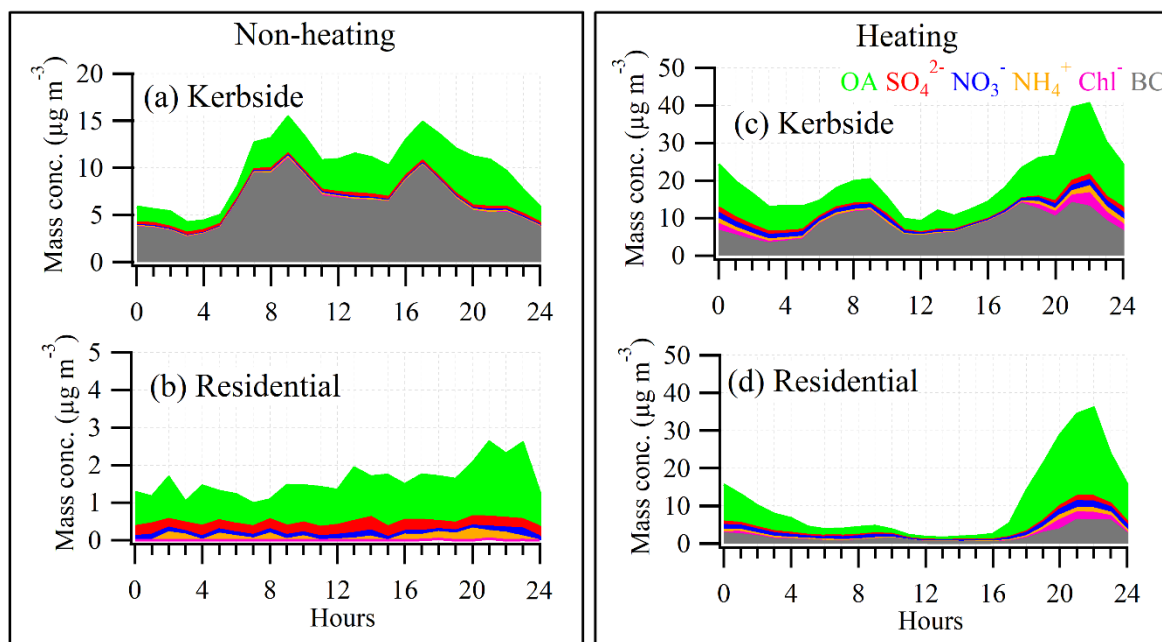 Non-heating
Mass conc. (µg m⁻³)
20
15
10
5
0
(a) Kerbside
0 4 8 12 16 20 24
Mass conc. (µg m⁻³)
5
4
3
2
1
0
(b) Residential
0 4 8 12 16 20 24
Hours
Heating
OA SO₄²⁻ NO₃⁻ NH₄⁺ Chl⁻ BC
Mass conc. (µg m⁻³)
50
40
30
20
10
0
(c) Kerbside
0 4 8 12 16 20 24
Mass conc. (µg m⁻³)
50
40
30
20
10
0
(d) Residential
0 4 8 12 16 20 24
Hours